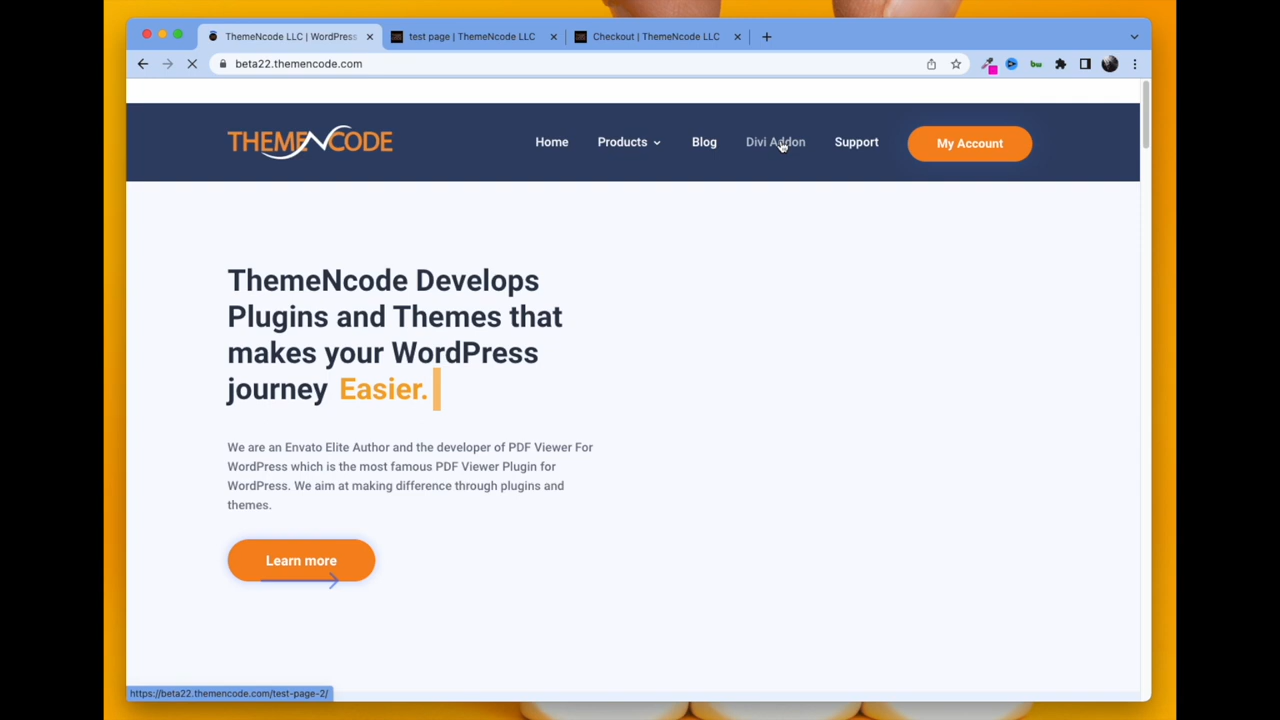 ThemeNcode LLC | WordPress
test page | ThemeNcode LLC
Checkout | ThemeNcode LLC
beta22.themencode.com
bw
THEMENCODE
Home
Products
Blog
Divi Addon
Support
My Account
ThemeNcode Develops
Plugins and Themes that
makes your WordPress
journey Easier.
We are an Envato Elite Author and the developer of PDF Viewer For
WordPress which is the most famous PDF Viewer Plugin for
WordPress. We aim at making difference through plugins and
themes.
Learn more
https://beta22.themencode.com/test-page-2/